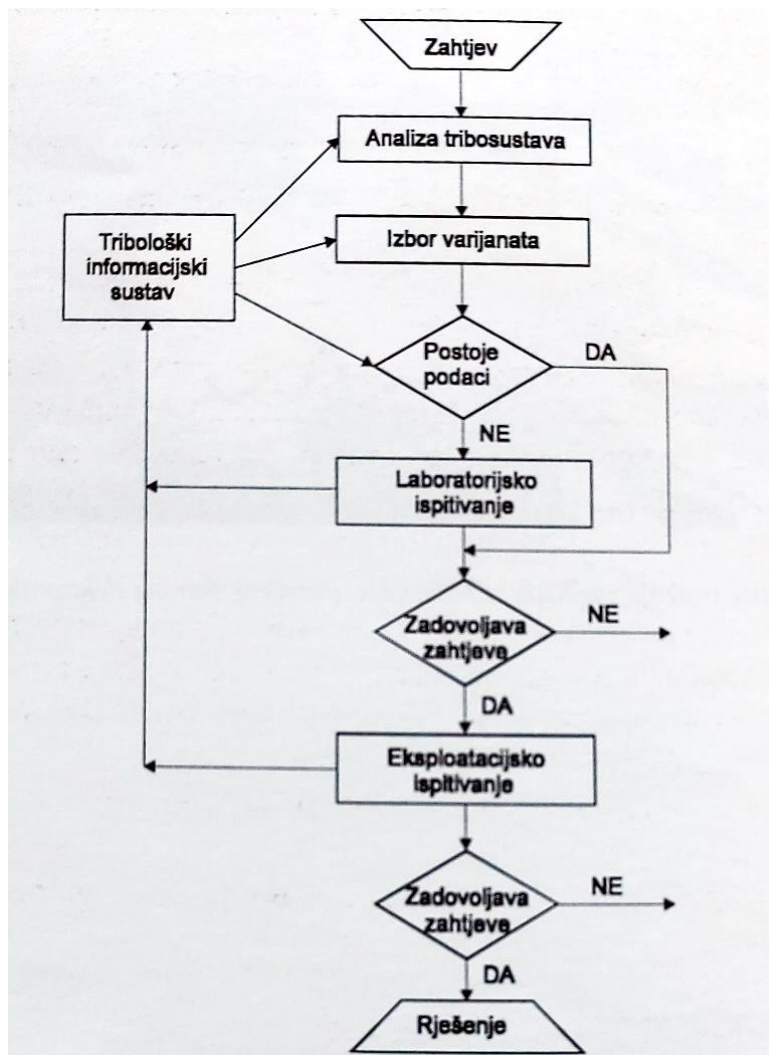 Zahtjev
Analiza tribosustava
Izbor varijanata
Tribološki
informacijski
sustav
Postoje
podaci
DA
NE
Laboratorijsko
ispitivanje
Zadovoljava
zahtjeve
NE
DA
Eksploatacijsko
ispitivanje
Zadovoljava
zahtjeve
NE
DA
Rješenje